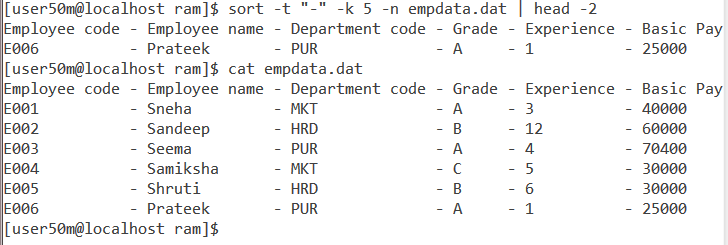 [user50m@localhost ram]$ sort -t "-" -k 5 -n empdata.dat | head -2
Employee code - Employee name - Department code - Grade - Experience - Basic Pay
E006          - Prateek       - PUR             - A     - 1          - 25000
[user50m@localhost ram]$ cat empdata.dat
Employee code - Employee name - Department code - Grade - Experience - Basic Pay
E001          - Sneha         - MKT             - A     - 3          - 40000
E002          - Sandeep       - HRD             - B     - 12         - 60000
E003          - Seema         - PUR             - A     - 4          - 70400
E004          - Samiksha      - MKT             - C     - 5          - 30000
E005          - Shruti        - HRD             - B     - 6          - 30000
E006          - Prateek       - PUR             - A     - 1          - 25000
[user50m@localhost ram]$